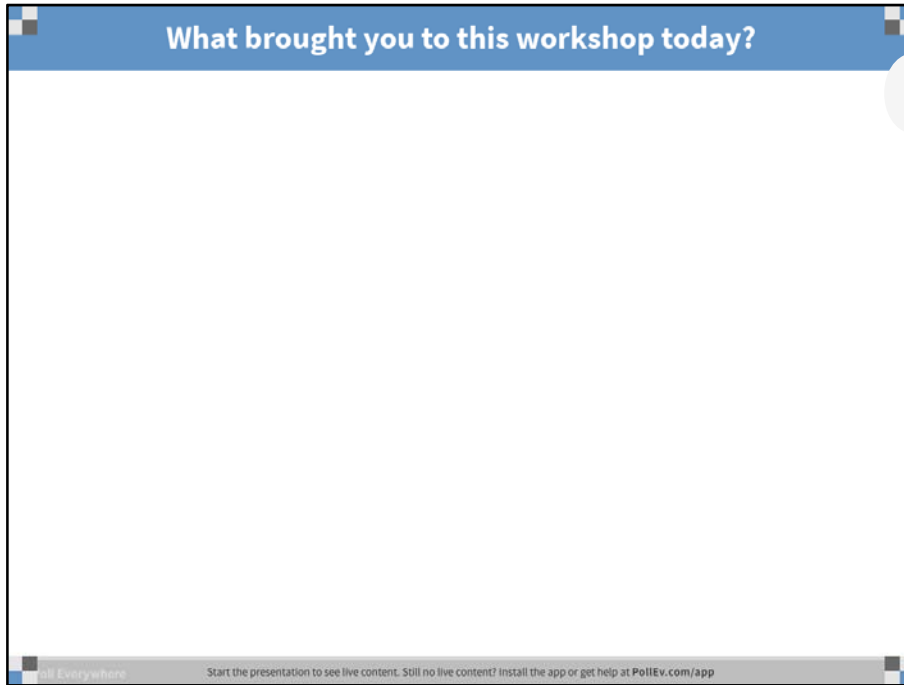 What brought you to this workshop today?
Poll Everywhere
Start the presentation to see live content. Still no live content? Install the app or get help at PollEv.com/app